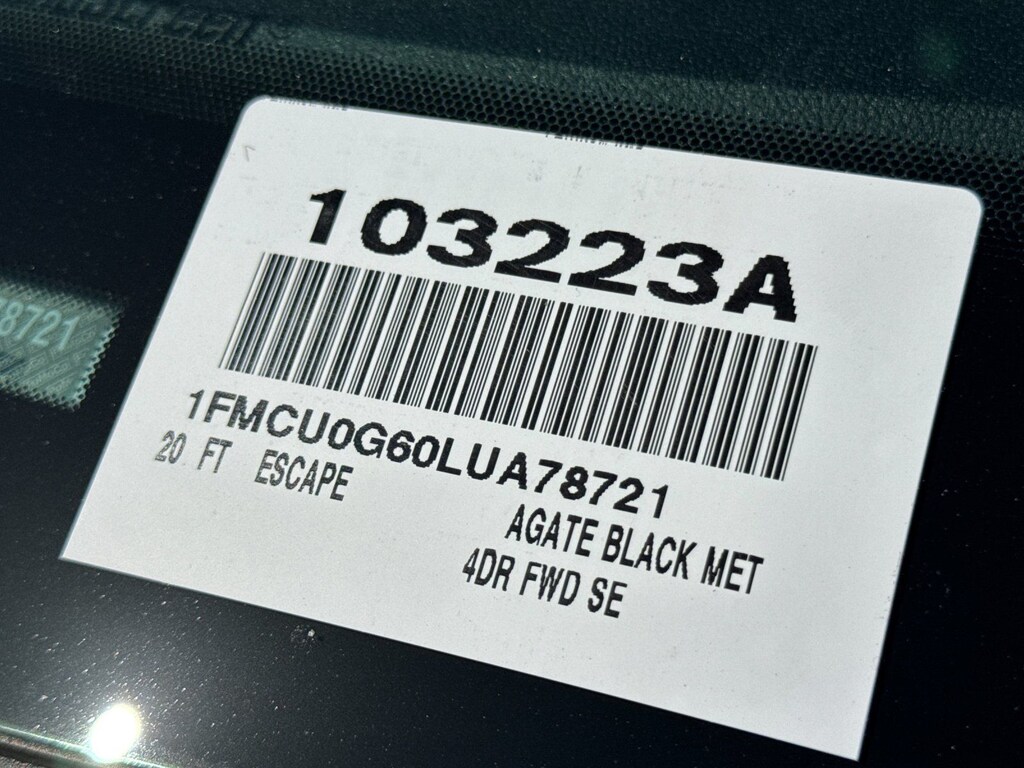 103223A
1FMCU0G60LUA78721
20 FT ESCAPE
AGATE BLACK MET
4DR FWD SE
78721